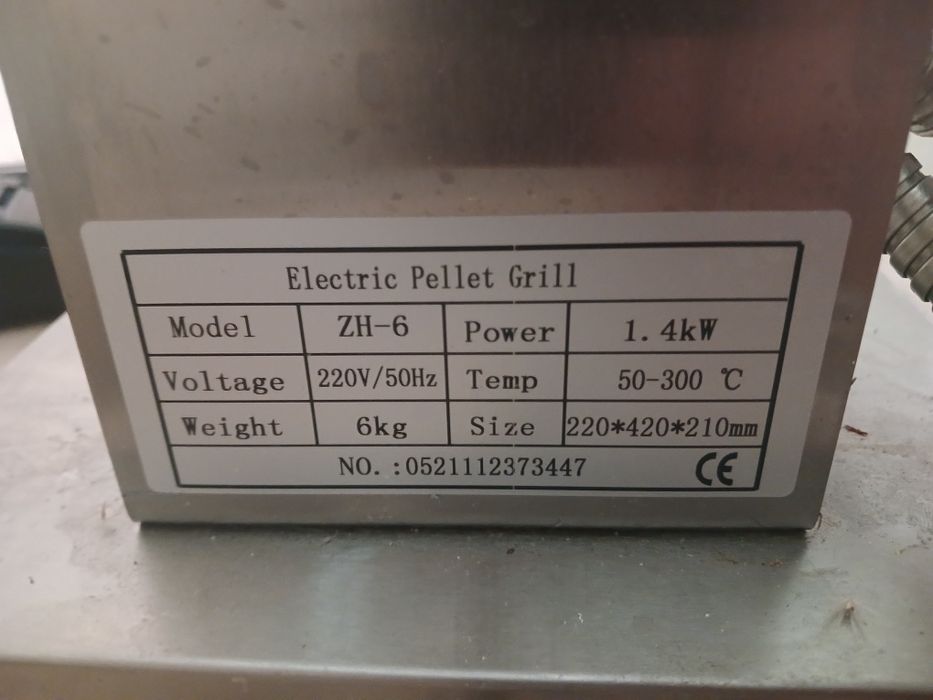 Electric Pellet Grill
Model ZH-6 Power 1.4kW
Voltage 220V/50Hz Temp 50-300 ℃
Weight 6kg Size 220*420*210mm
NO.:0521112373447 CE